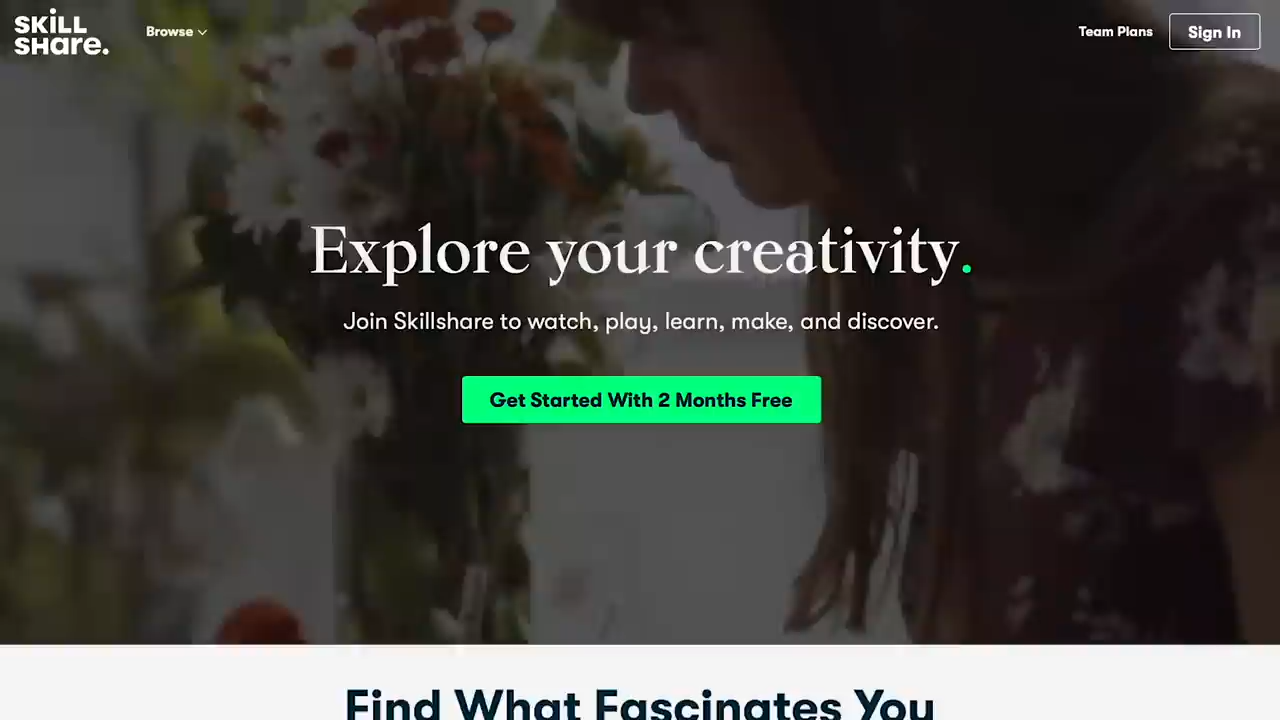 SKiLL
SHare.
Browse
Team Plans
Sign In
Explore your creativity.
Join Skillshare to watch, play, learn, make, and discover.
Get Started With 2 Months Free
Find What Fascinates You